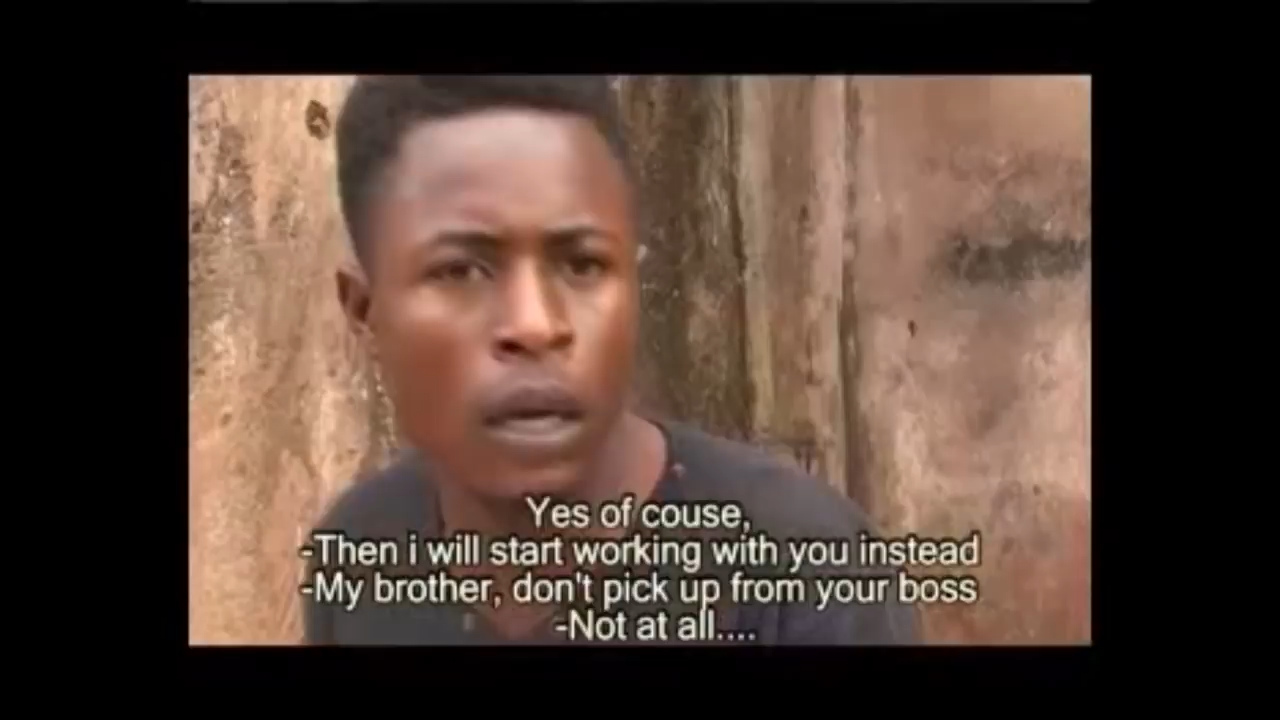 Yes of couse,
-Then i will start working with you instead
-My brother, don't pick up from your boss
-Not at all....